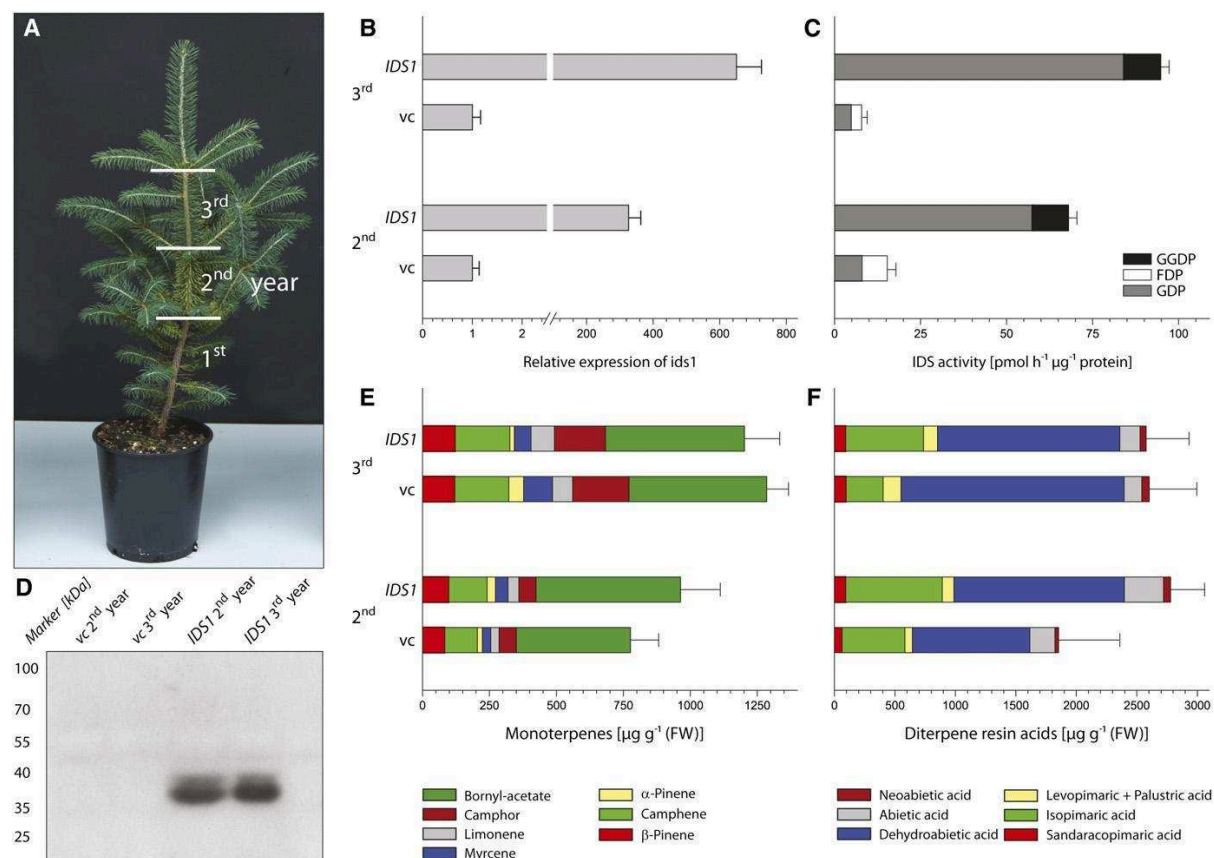 A
3rd
2nd year
1st
B
IDS1
3rd
vc
IDS1
2nd
vc
0 1 2 200 400 600 800
Relative expression of ids1
C
GGDP
FDP
GDP
0 25 50 75 100
IDS activity [pmol h-1 µg-1 protein]
D
Marker [kDa]
vc 2nd year
vc 3rd year
IDS1 2nd year
IDS1 3rd year
100
70
55
40
35
25
E
IDS1
3rd
vc
IDS1
2nd
vc
0 250 500 750 1000 1250
Monoterpenes [µg g-1 (FW)]
Bornyl-acetate
Camphor
Limonene
Myrcene
α-Pinene
Camphene
β-Pinene
F
0 500 1000 1500 2000 2500 3000
Diterpene resin acids [µg g-1 (FW)]
Neoabietic acid
Abietic acid
Dehydroabietic acid
Levopimaric + Palustric acid
Isopimaric acid
Sandaracopimaric acid